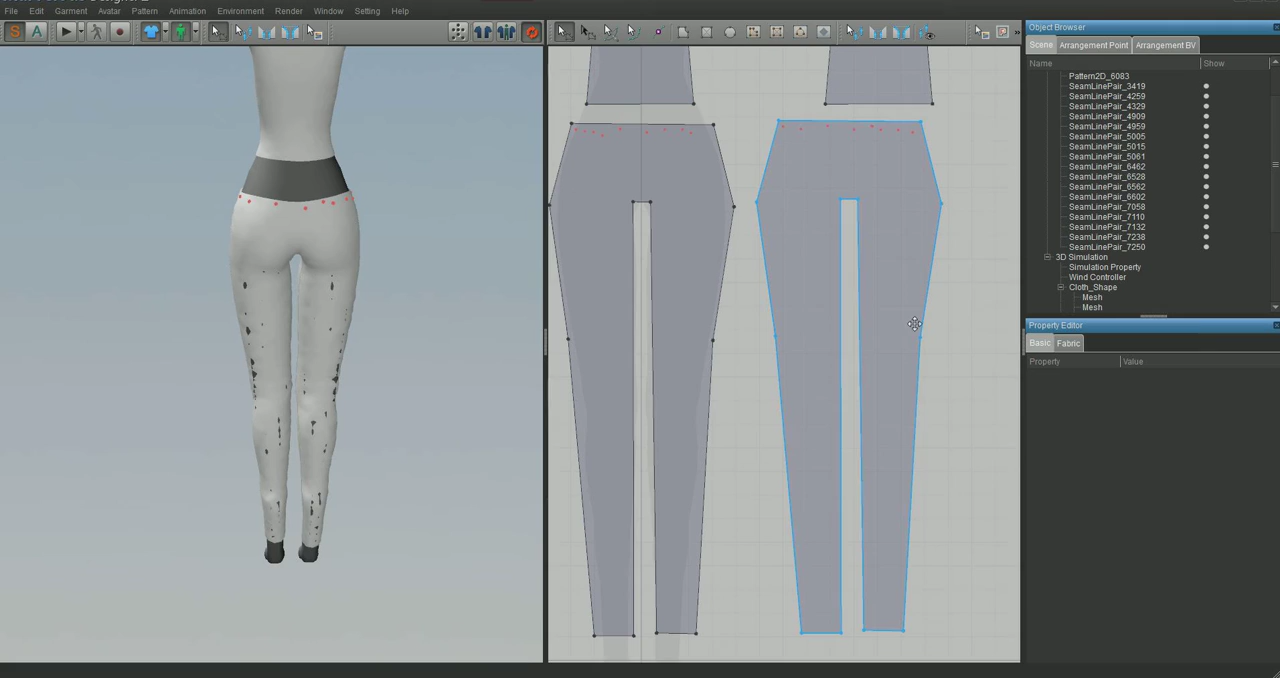 File Edit Garment Avatar Pattern Animation Environment Render Window Setting Help
S A
Object Browser
Scene Arrangement Point Arrangement BV
Name Show
Pattern2D_6083
SeamLinePair_3419
SeamLinePair_4259
SeamLinePair_4329
SeamLinePair_4909
SeamLinePair_4959
SeamLinePair_5005
SeamLinePair_5015
SeamLinePair_5061
SeamLinePair_6462
SeamLinePair_6528
SeamLinePair_6562
SeamLinePair_6602
SeamLinePair_7058
SeamLinePair_7110
SeamLinePair_7132
SeamLinePair_7238
SeamLinePair_7250
3D Simulation
Simulation Property
Wind Controller
Cloth_Shape
Mesh
Mesh
Property Editor
Basic Fabric
Property Value